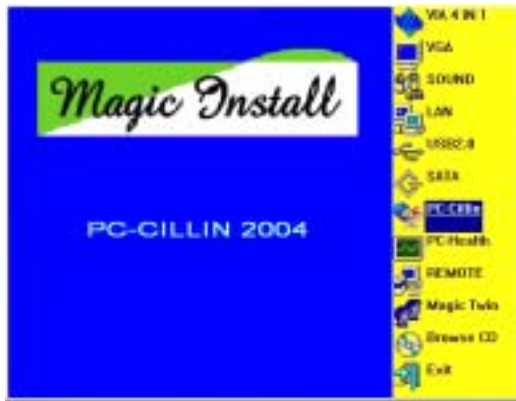 Magic Install
PC-CILLIN 2004
VIA 4 IN 1
VGA
SOUND
LAN
USB2.0
SATA
PC-Cillin
PC-Health
REMOTE
Magic Twin
Browse CD
Exit